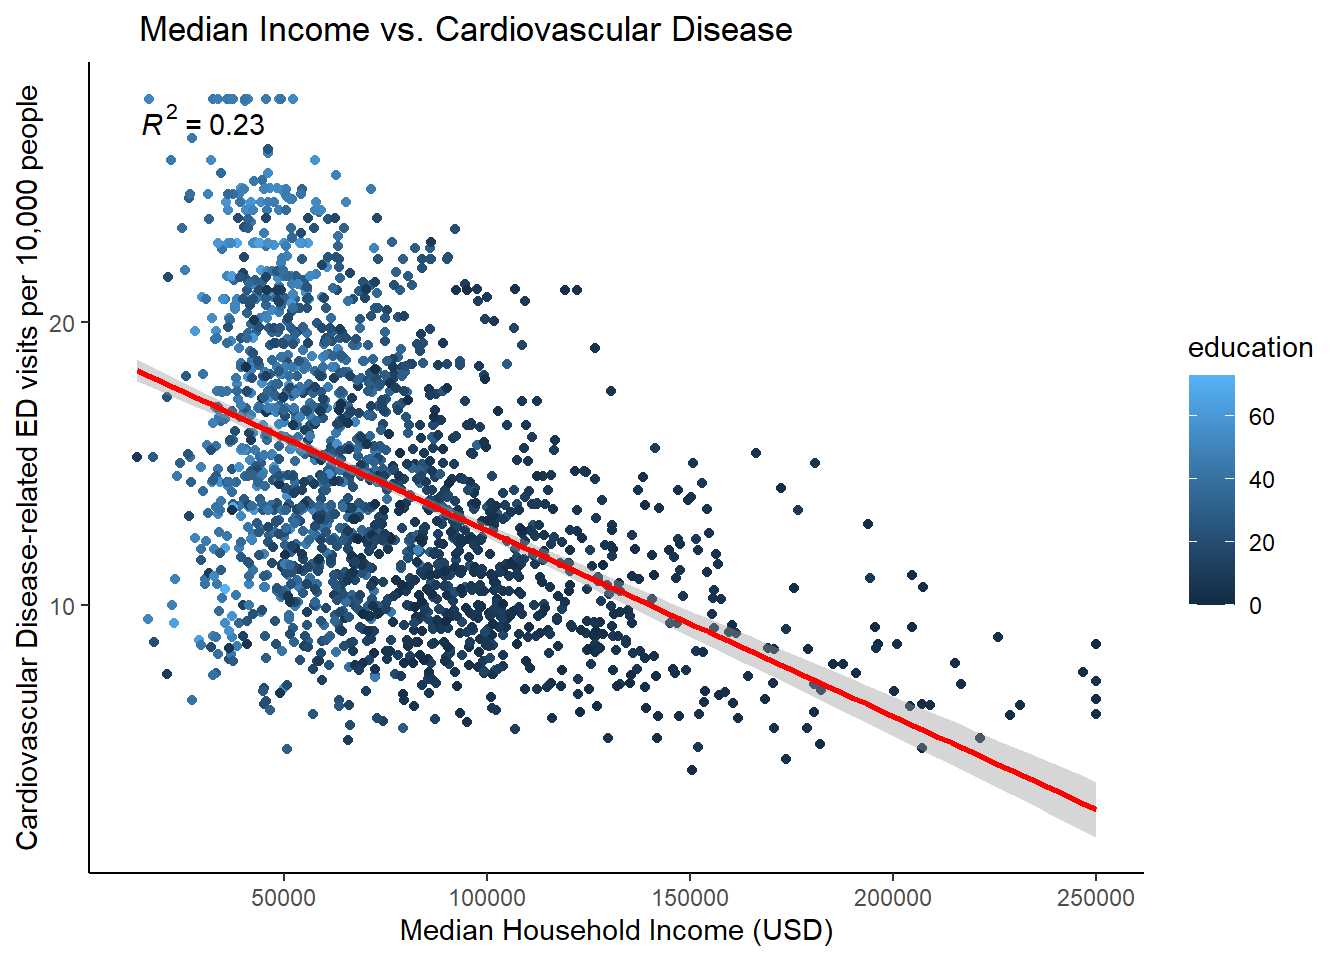 Median Income vs. Cardiovascular Disease
R² = 0.23
Cardiovascular Disease-related ED visits per 10,000 people
20
10
50000 100000 150000 200000 250000
Median Household Income (USD)
education
60
40
20
0